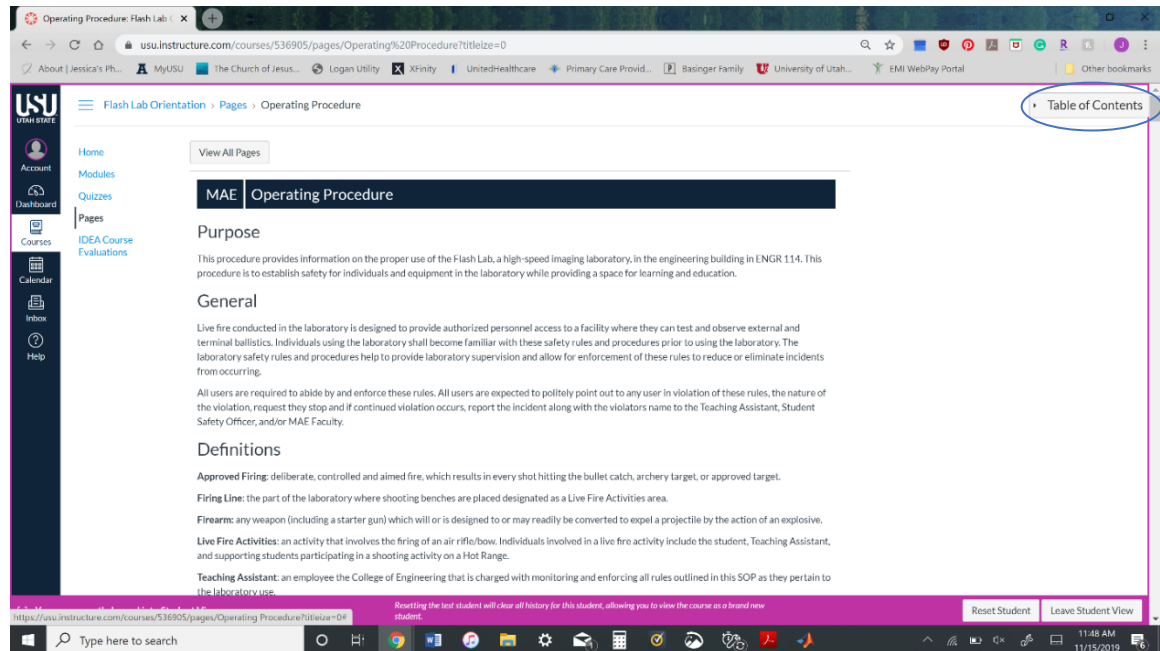 Operating Procedure: Flash Lab
usu.instructure.com/courses/536905/pages/Operating%20Procedure?titleize=0
About | Jessica's Ph...
MyUSU
The Church of Jesus...
Logan Utility
XFinity
UnitedHealthcare
Primary Care Provid...
Basinger Family
University of Utah...
EMI WebPay Portal
Other bookmarks
USU
UTAH STATE
Flash Lab Orientation › Pages › Operating Procedure
Table of Contents
Account
Dashboard
Courses
Calendar
Inbox
Help
Home
Modules
Quizzes
Pages
IDEA Course
Evaluations
View All Pages
MAE Operating Procedure
Purpose
This procedure provides information on the proper use of the Flash Lab, a high-speed imaging laboratory, in the engineering building in ENGR 114. This
procedure is to establish safety for individuals and equipment in the laboratory while providing a space for learning and education.
General
Live fire conducted in the laboratory is designed to provide authorized personnel access to a facility where they can test and observe external and
terminal ballistics. Individuals using the laboratory shall become familiar with these safety rules and procedures prior to using the laboratory. The
laboratory safety rules and procedures help to provide laboratory supervision and allow for enforcement of these rules to reduce or eliminate incidents
from occurring.
All users are required to abide by and enforce these rules. All users are expected to politely point out to any user in violation of these rules, the nature of
the violation, request they stop and if continued violation occurs, report the incident along with the violators name to the Teaching Assistant, Student
Safety Officer, and/or MAE Faculty.
Definitions
Approved Firing: deliberate, controlled and aimed fire, which results in every shot hitting the bullet catch, archery target, or approved target.
Firing Line: the part of the laboratory where shooting benches are placed designated as a Live Fire Activities area.
Firearm: any weapon (including a starter gun) which will or is designed to or may readily be converted to expel a projectile by the action of an explosive.
Live Fire Activities: an activity that involves the firing of an air rifle/bow. Individuals involved in a live fire activity include the student, Teaching Assistant,
and supporting students participating in a shooting activity on a Hot Range.
Teaching Assistant: an employee the College of Engineering that is charged with monitoring and enforcing all rules outlined in this SOP as they pertain to
the laboratory use.
Resetting the test student will clear all history for this student, allowing you to view the course as a brand new
student.
Reset Student
Leave Student View
https://usu.instructure.com/courses/536905/pages/Operating Procedure?titleize=0#
Type here to search
11:48 AM
11/15/2019